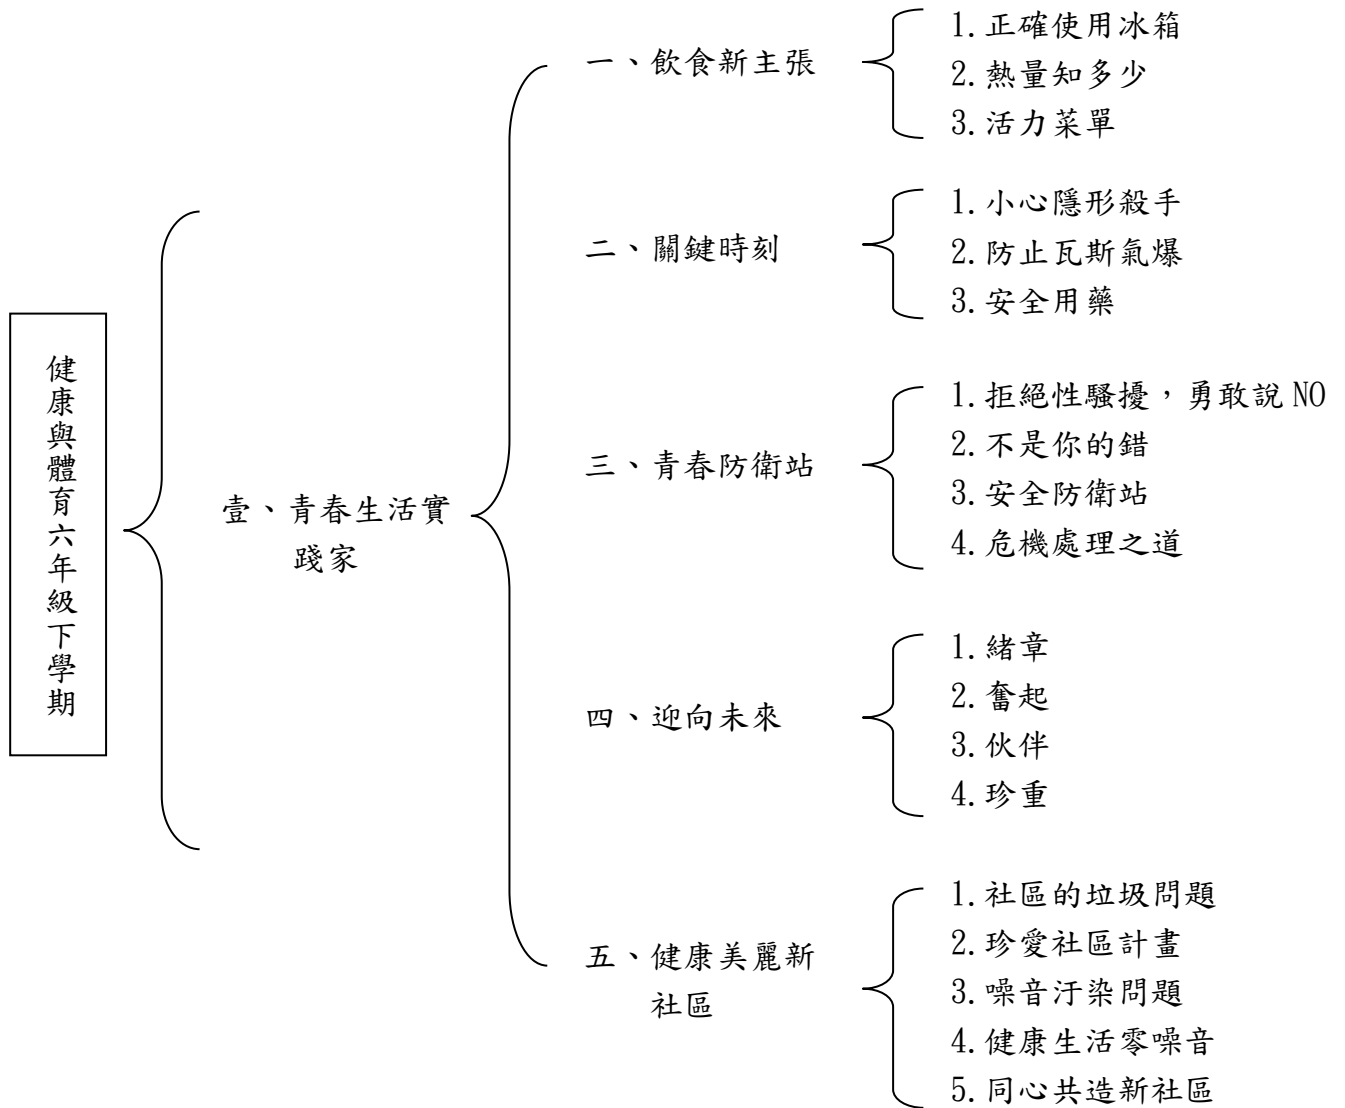 健康與體育六年級下學期
壹、青春生活實
踐家
一、飲食新主張
1.正確使用冰箱
2.熱量知多少
3.活力菜單
二、關鍵時刻
1.小心隱形殺手
2.防止瓦斯氣爆
3.安全用藥
三、青春防衛站
1.拒絕性騷擾，勇敢說 NO
2.不是你的錯
3.安全防衛站
4.危機處理之道
四、迎向未來
1.緒章
2.奮起
3.伙伴
4.珍重
五、健康美麗新
社區
1.社區的垃圾問題
2.珍愛社區計畫
3.噪音汙染問題
4.健康生活零噪音
5.同心共造新社區